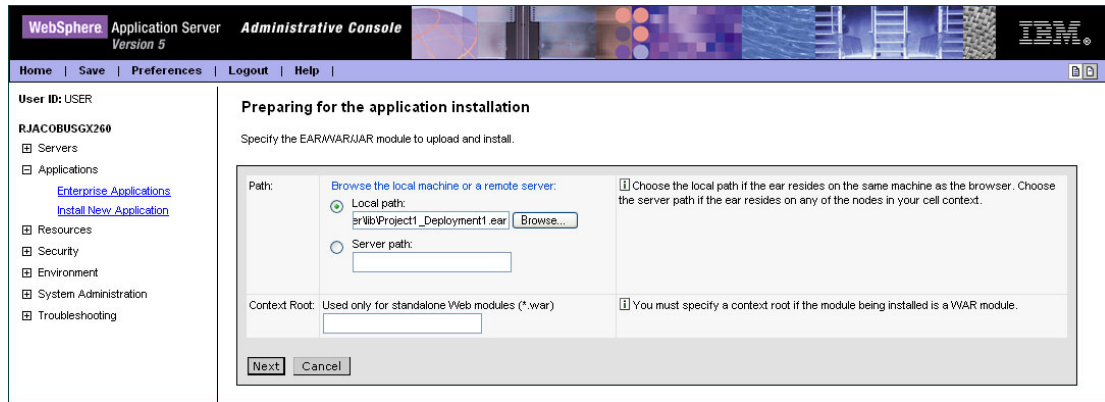 WebSphere Application Server Administrative Console
Version 5
IBM®
Home | Save | Preferences | Logout | Help |
User ID: USER
RJACOBUSGX260
Servers
Applications
Enterprise Applications
Install New Application
Resources
Security
Environment
System Administration
Troubleshooting
Preparing for the application installation
Specify the EAR/WAR/JAR module to upload and install.
Path:
Browse the local machine or a remote server:
Local path:
er\lib\Project1_Deployment1.ear Browse...
Server path:
i Choose the local path if the ear resides on the same machine as the browser. Choose
the server path if the ear resides on any of the nodes in your cell context.
Context Root: Used only for standalone Web modules (*.war)
i You must specify a context root if the module being installed is a WAR module.
Next Cancel